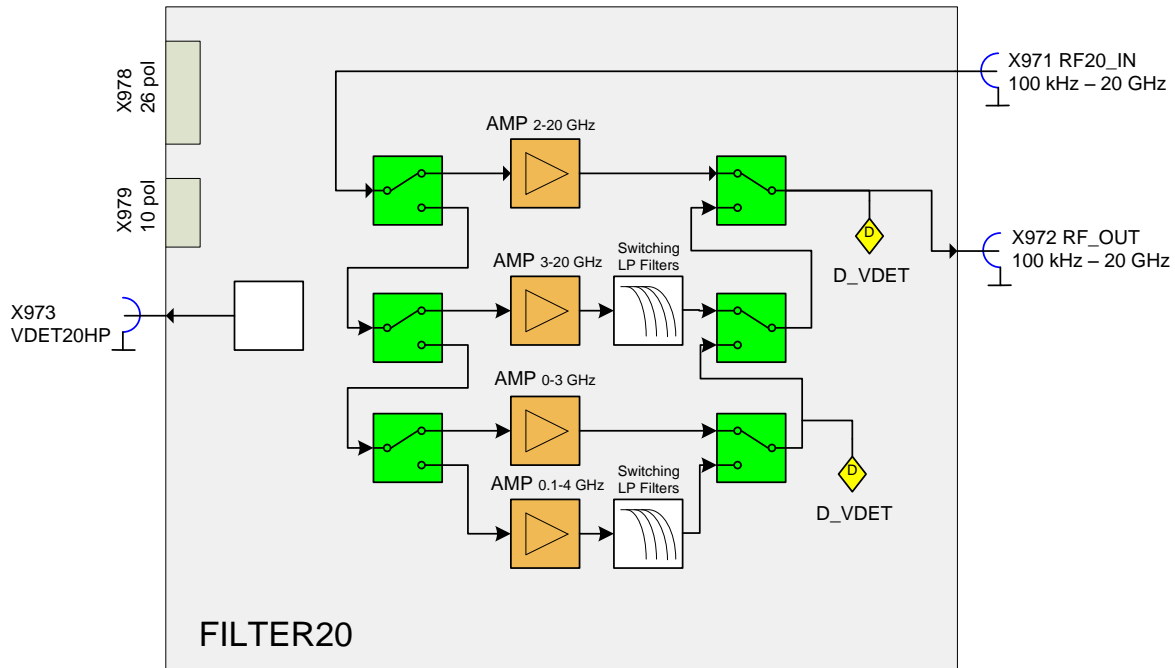 X978
26 pol
X979
10 pol
X971 RF20_IN
100 kHz – 20 GHz
AMP 2-20 GHz
D
D_VDET
X972 RF_OUT
100 kHz – 20 GHz
AMP 3-20 GHz
Switching
LP Filters
X973
VDET20HP
AMP 0-3 GHz
AMP 0.1-4 GHz
Switching
LP Filters
D
D_VDET
FILTER20